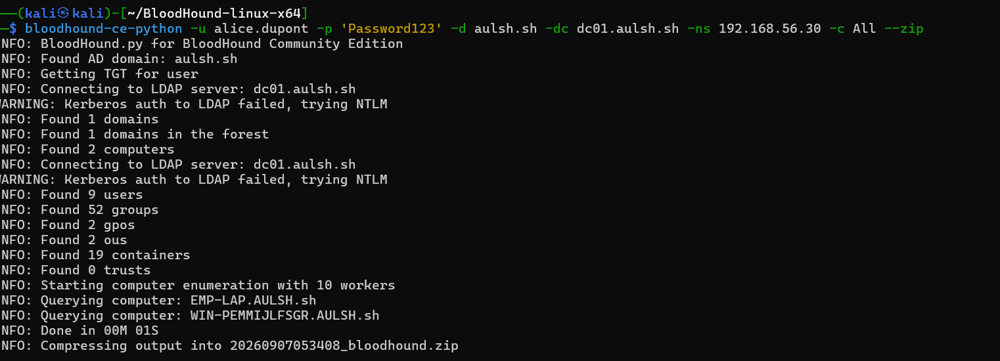 ──(kali㉿kali)-[~/BloodHound-linux-x64]
─$ bloodhound-ce-python -u alice.dupont -p 'Password123' -d aulsh.sh -dc dc01.aulsh.sh -ns 192.168.56.30 -c All --zip
NFO: BloodHound.py for BloodHound Community Edition
NFO: Found AD domain: aulsh.sh
NFO: Getting TGT for user
NFO: Connecting to LDAP server: dc01.aulsh.sh
WARNING: Kerberos auth to LDAP failed, trying NTLM
NFO: Found 1 domains
NFO: Found 1 domains in the forest
NFO: Found 2 computers
NFO: Connecting to LDAP server: dc01.aulsh.sh
WARNING: Kerberos auth to LDAP failed, trying NTLM
NFO: Found 9 users
NFO: Found 52 groups
NFO: Found 2 gpos
NFO: Found 2 ous
NFO: Found 19 containers
NFO: Found 0 trusts
NFO: Starting computer enumeration with 10 workers
NFO: Querying computer: EMP-LAP.AULSH.sh
NFO: Querying computer: WIN-PEMMIJLFSGR.AULSH.sh
NFO: Done in 00M 01S
NFO: Compressing output into 20260907053408_bloodhound.zip